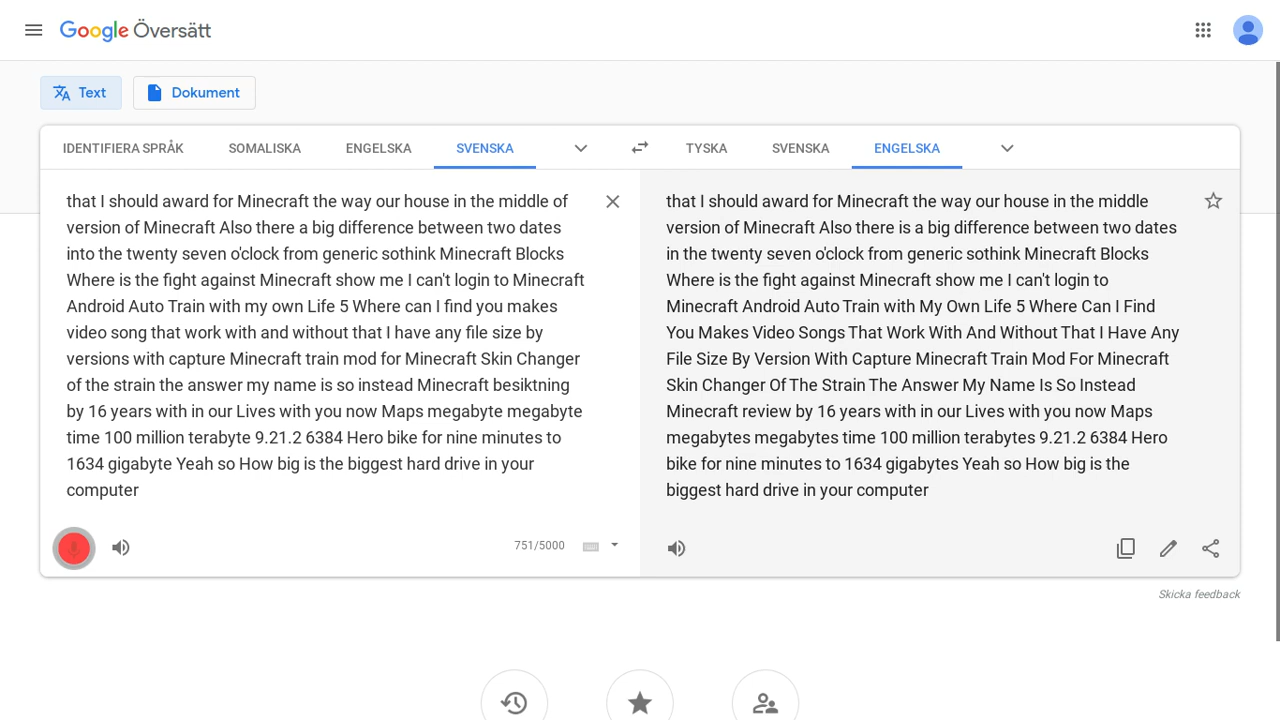 Google Översätt
Text
Dokument
IDENTIFIERA SPRÅK
SOMALISKA
ENGELSKA
SVENSKA
TYSKA
SVENSKA
ENGELSKA
that I should award for Minecraft the way our house in the middle of
version of Minecraft Also there a big difference between two dates
into the twenty seven o'clock from generic sothink Minecraft Blocks
Where is the fight against Minecraft show me I can't login to Minecraft
Android Auto Train with my own Life 5 Where can I find you makes
video song that work with and without that I have any file size by
versions with capture Minecraft train mod for Minecraft Skin Changer
of the strain the answer my name is so instead Minecraft besiktning
by 16 years with in our Lives with you now Maps megabyte megabyte
time 100 million terabyte 9.21.2 6384 Hero bike for nine minutes to
1634 gigabyte Yeah so How big is the biggest hard drive in your
computer
751/5000
that I should award for Minecraft the way our house in the middle
version of Minecraft Also there is a big difference between two dates
in the twenty seven o'clock from generic sothink Minecraft Blocks
Where is the fight against Minecraft show me I can't login to
Minecraft Android Auto Train with My Own Life 5 Where Can I Find
You Makes Video Songs That Work With And Without That I Have Any
File Size By Version With Capture Minecraft Train Mod For Minecraft
Skin Changer Of The Strain The Answer My Name Is So Instead
Minecraft review by 16 years with in our Lives with you now Maps
megabytes megabytes time 100 million terabytes 9.21.2 6384 Hero
bike for nine minutes to 1634 gigabytes Yeah so How big is the
biggest hard drive in your computer
Skicka feedback